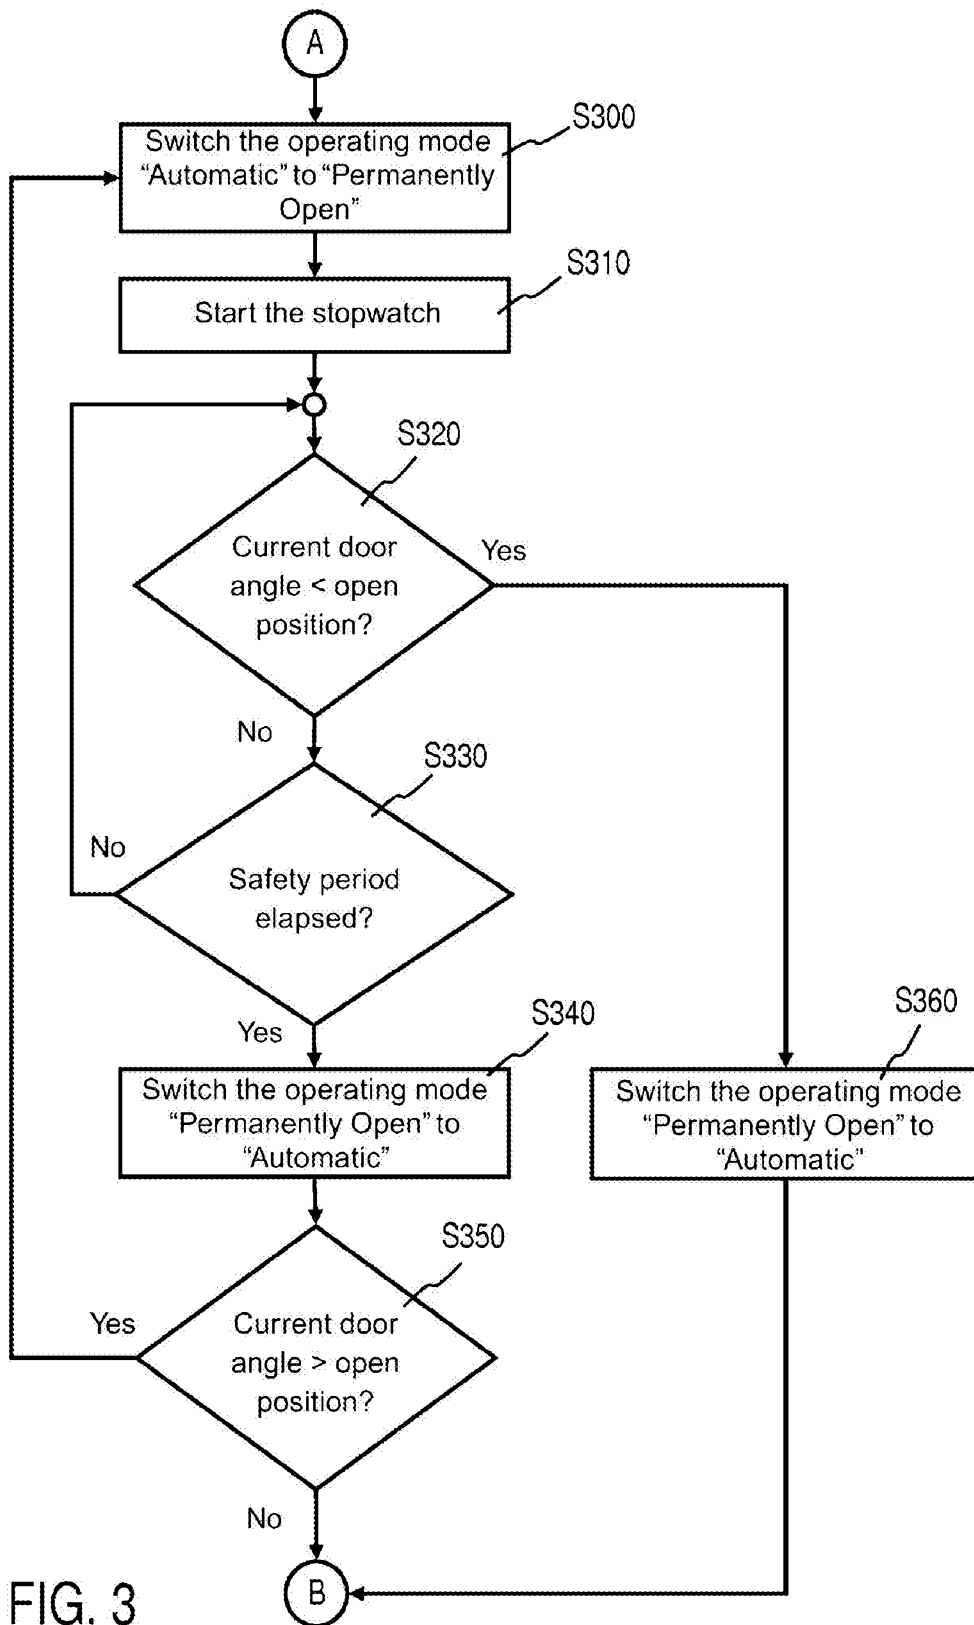 A
S300
Switch the operating mode
“Automatic” to “Permanently
Open”
S310
Start the stopwatch
S320
Current door
angle < open
position?
Yes
No
S330
No
Safety period
elapsed?
Yes
S340
Switch the operating mode
“Permanently Open” to
“Automatic”
S360
Switch the operating mode
“Permanently Open” to
“Automatic”
S350
Yes
Current door
angle > open
position?
No
B
FIG. 3